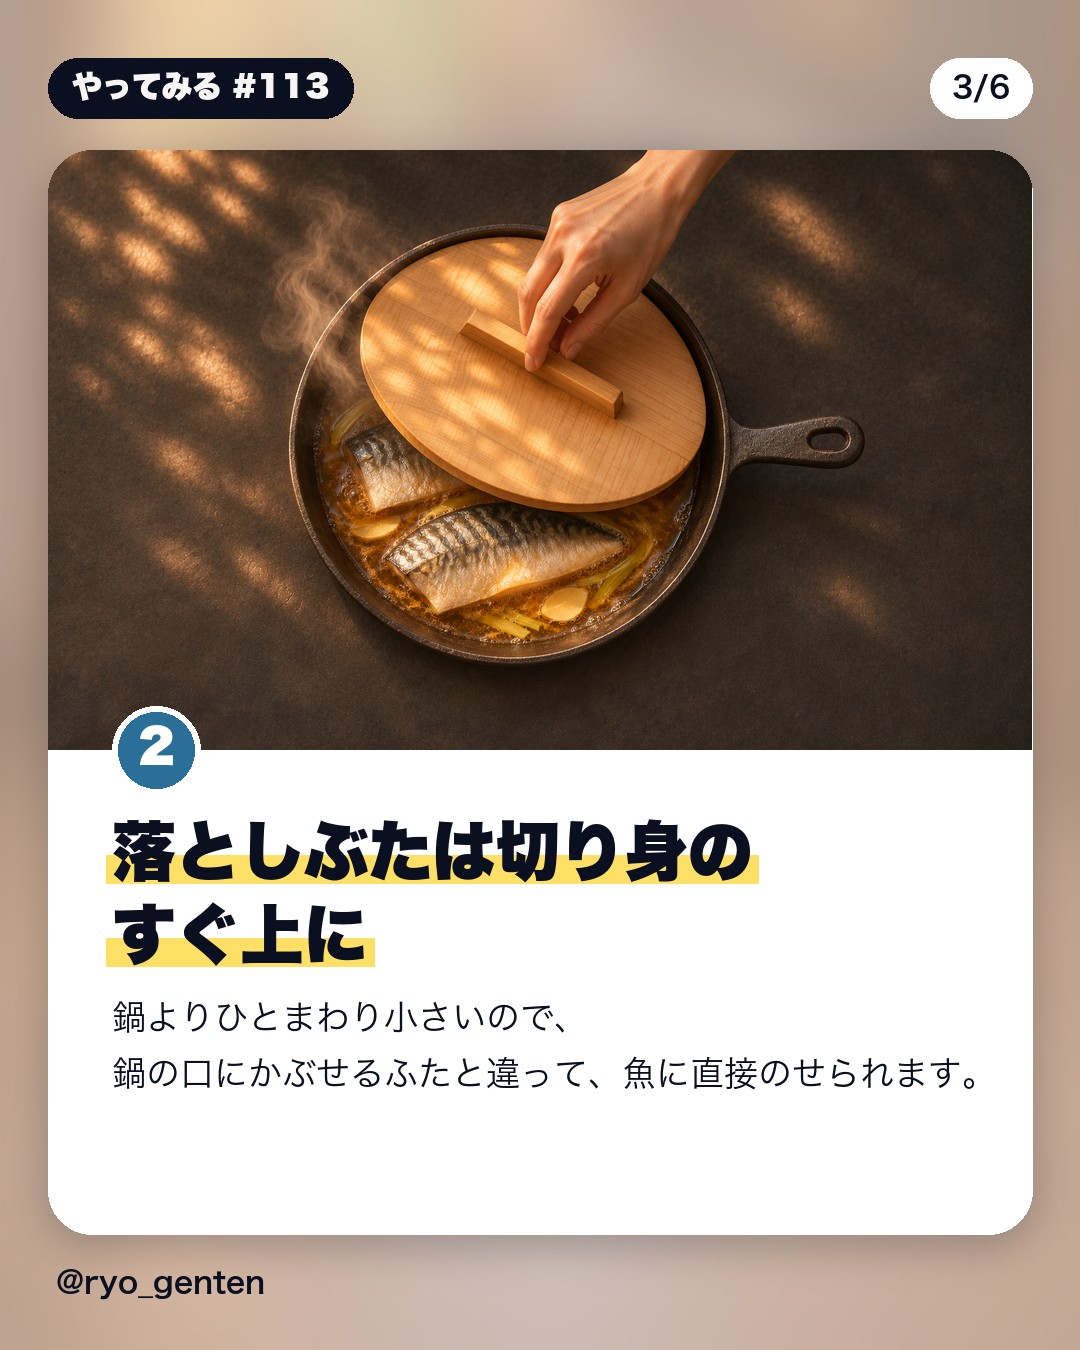 やってみる #113
3/6
2
落としぶたは切り身の
すぐ上に
鍋よりひとまわり小さいので、
鍋の口にかぶせるふたと違って、魚に直接のせられます。
@ryo_genten